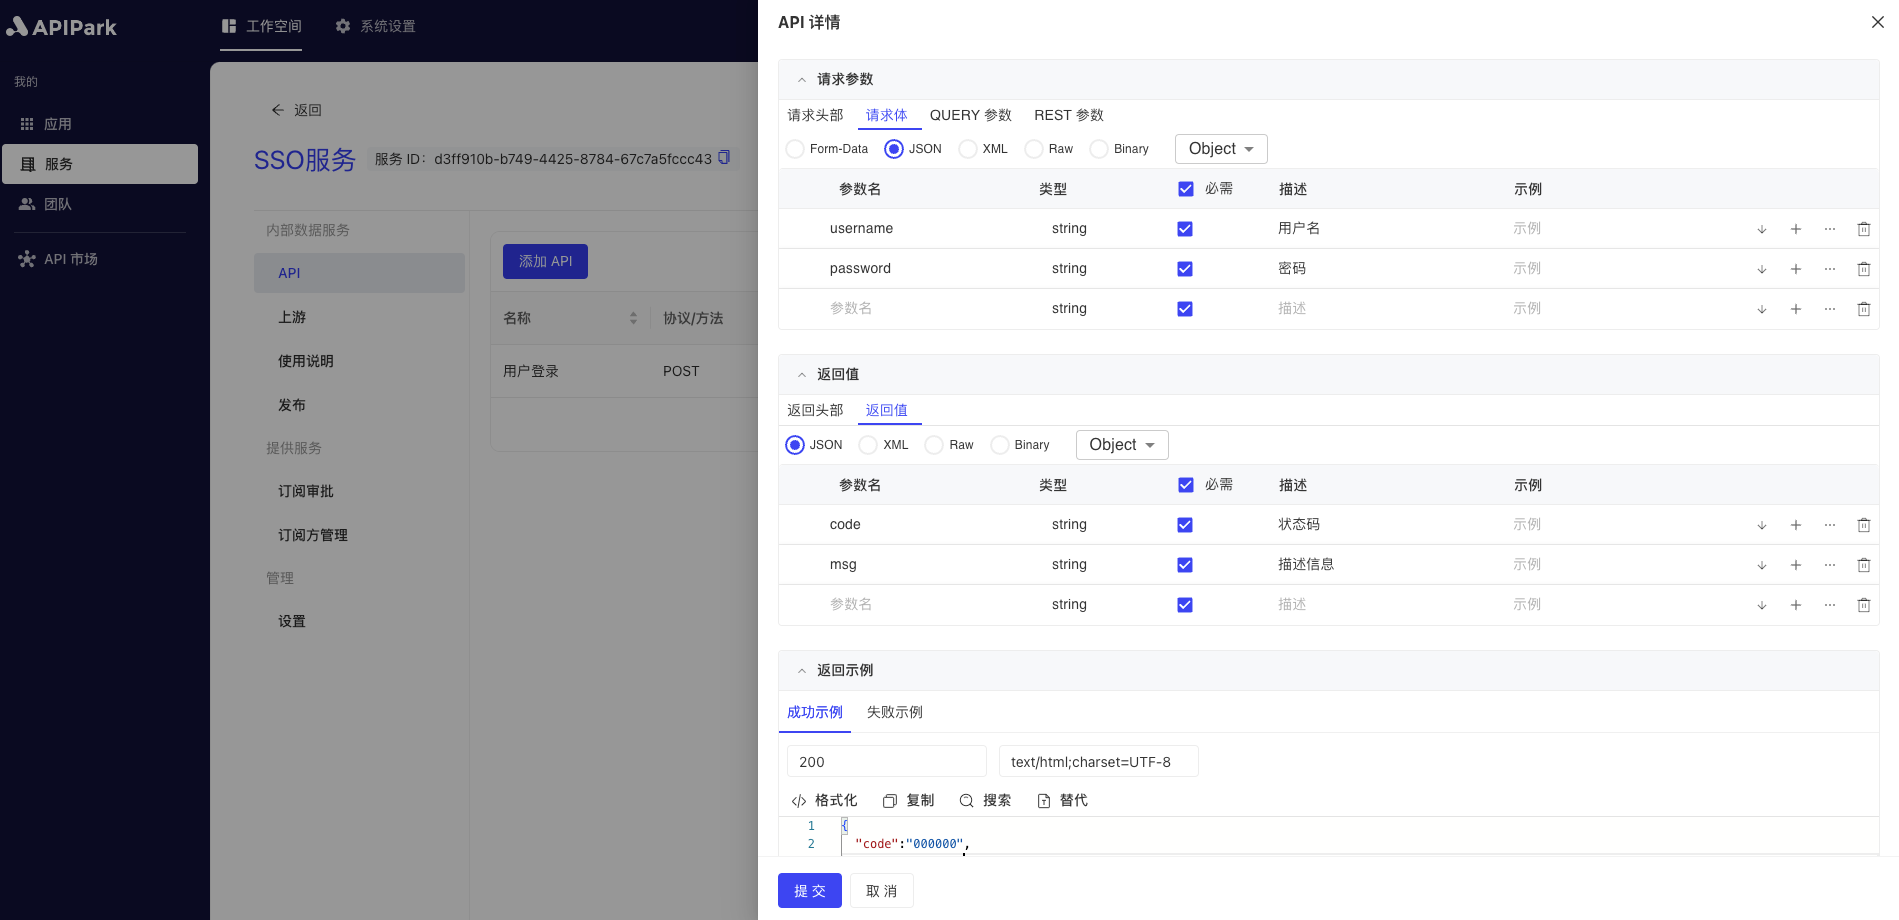 APIPark
工作空间
系统设置
我的
应用
服务
团队
API 市场
返回
SSO服务
服务 ID：d3ff910b-b749-4425-8784-67c7a5fccc43
内部数据服务
API
上游
使用说明
发布
提供服务
订阅审批
订阅方管理
管理
设置
添加 API
名称 协议/方法
用户登录 POST
API 详情
请求参数
请求头部 请求体 QUERY 参数 REST 参数
Form-Data JSON XML Raw Binary Object
参数名 类型 必需 描述 示例
username string 用户名 示例
password string 密码 示例
参数名 string 描述 示例
返回值
返回头部 返回值
JSON XML Raw Binary Object
参数名 类型 必需 描述 示例
code string 状态码 示例
msg string 描述信息 示例
参数名 string 描述 示例
返回示例
成功示例 失败示例
200 text/html;charset=UTF-8
格式化 复制 搜索 替代
1 {
2 "code":"000000",
提 交 取 消